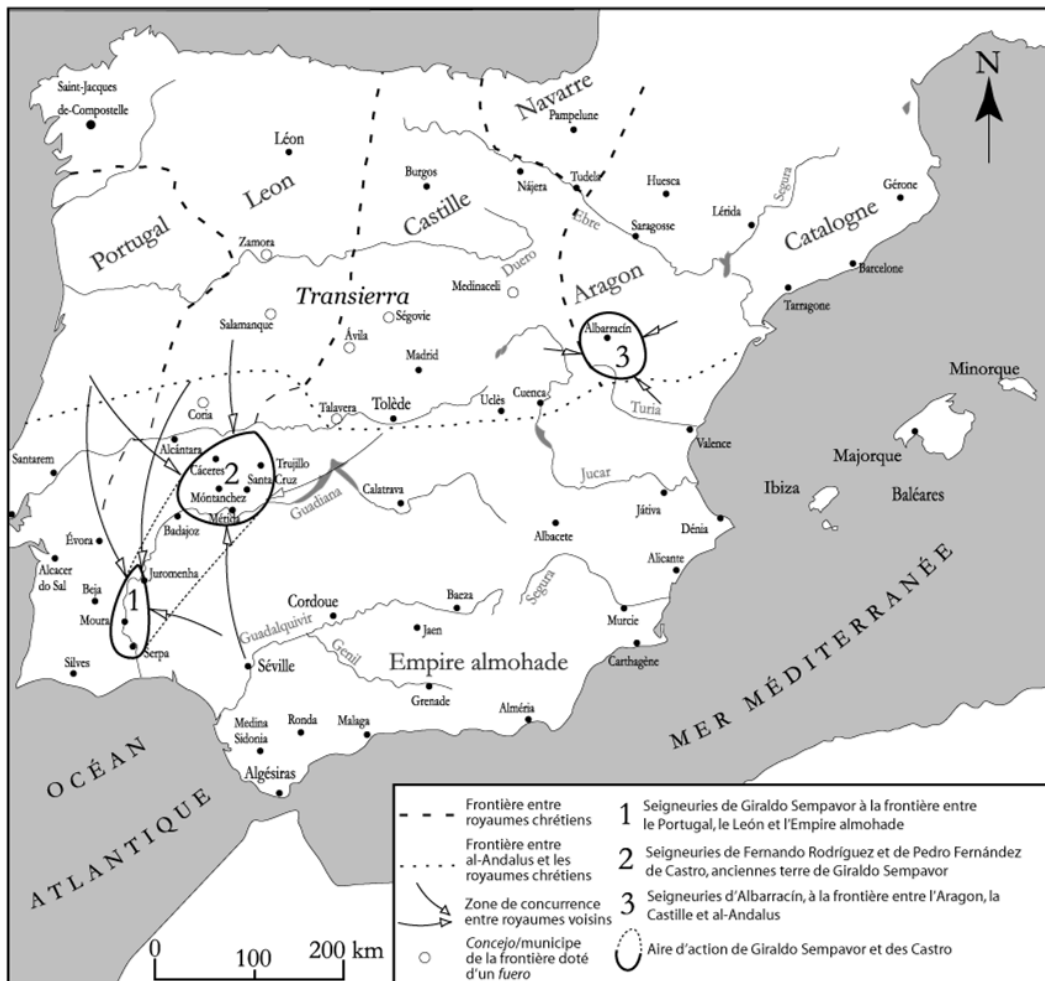 N
Saint-Jacques
de-Compostelle
Navarre
Pampelune
Léon
Leon
Burgos
Nájera
Tudela
Huesca
Segura
Gérone
Lérida
Castille
Èbre
Saragosse
Catalogne
Portugal
Zamora
Duero
Barcelone
Medinaceli
Aragon
Tarragone
Transierra
Salamanque
Ségovie
Albarracín
Ávila
3
Madrid
Minorque
Coria
Talavera
Tolède
Uclès
Cuenca
Turia
Alcántara
Valence
Majorque
Santarem
Cáceres
2
Trujillo
Santa Cruz
Móntanchez
Mérida
Guadiana
Calatrava
Jucar
Ibiza
Baléares
Badajoz
Játiva
Dénia
Évora
Albacete
Alcacer
do Sal
Juromenha
Alicante
Beja
1
Moura
Cordoue
Baeza
Segura
Murcie
Serpa
Guadalquivir
Jaen
Silves
Séville
Genil
Empire almohade
Carthagène
Grenade
Medina
Sidonia
Ronda
Malaga
Alméria
Algésiras
MER MÉDITERRANÉE
OCÉAN
ATLANTIQUE
0 100 200 km
Frontière entre
royaumes chrétiens
Frontière entre
al-Andalus et les
royaumes chrétiens
Zone de concurrence
entre royaumes voisins
Concejo/municipe
de la frontière doté
d'un fuero
1 Seigneuries de Giraldo Sempavor à la frontière entre
le Portugal, le León et l'Empire almohade
2 Seigneuries de Fernando Rodríguez et de Pedro Fernández
de Castro, anciennes terre de Giraldo Sempavor
3 Seigneuries d'Albarracín, à la frontière entre l'Aragon, la
Castille et al-Andalus
Aire d'action de Giraldo Sempavor et des Castro